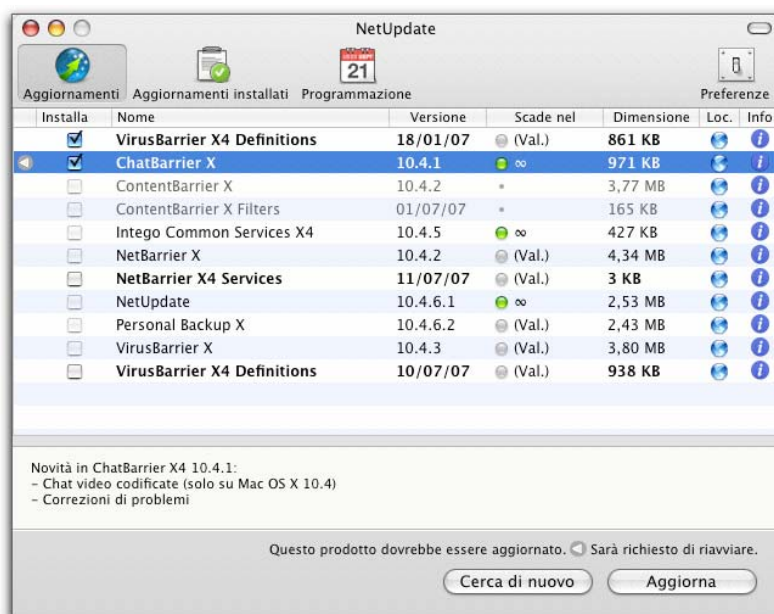 NetUpdate
21
Aggiornamenti Aggiornamenti installati Programmazione Preferenze
Installa Nome Versione Scade nel Dimensione Loc. Info
VirusBarrier X4 Definitions 18/01/07 (Val.) 861 KB
ChatBarrier X 10.4.1 ∞ 971 KB
ContentBarrier X 10.4.2 3,77 MB
ContentBarrier X Filters 01/07/07 165 KB
Intego Common Services X4 10.4.5 ∞ 427 KB
NetBarrier X 10.4.2 (Val.) 4,34 MB
NetBarrier X4 Services 11/07/07 (Val.) 3 KB
NetUpdate 10.4.6.1 ∞ 2,53 MB
Personal Backup X 10.4.6.2 (Val.) 2,43 MB
VirusBarrier X 10.4.3 (Val.) 3,80 MB
VirusBarrier X4 Definitions 10/07/07 (Val.) 938 KB
Novità in ChatBarrier X4 10.4.1:
- Chat video codificate (solo su Mac OS X 10.4)
- Correzioni di problemi
Questo prodotto dovrebbe essere aggiornato. Sarà richiesto di riavviare.
Cerca di nuovo Aggiorna